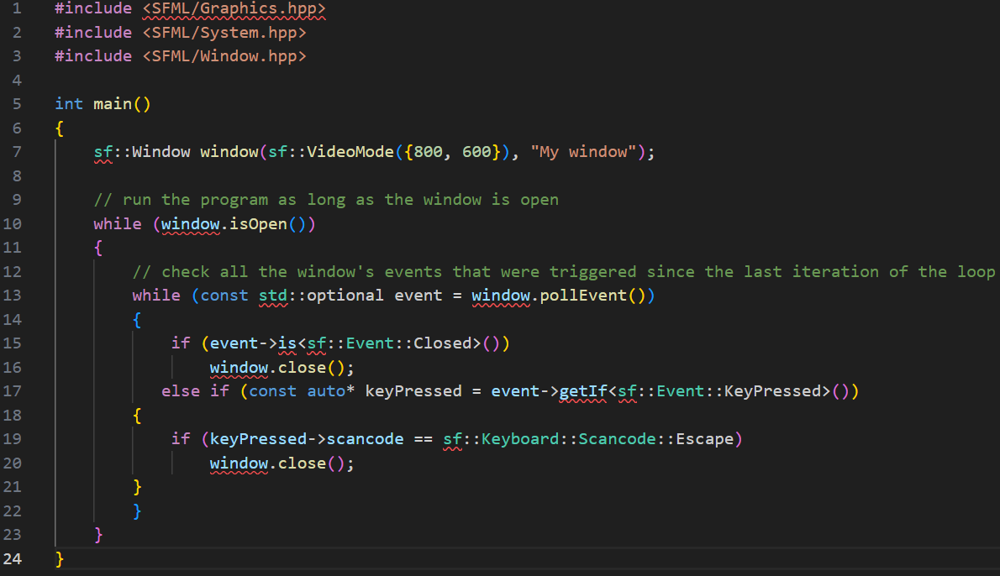 1 #include <SFML/Graphics.hpp>
2 #include <SFML/System.hpp>
3 #include <SFML/Window.hpp>
4
5 int main()
6 {
7     sf::Window window(sf::VideoMode({800, 600}), "My window");
8
9     // run the program as long as the window is open
10     while (window.isOpen())
11     {
12         // check all the window's events that were triggered since the last iteration of the loop
13         while (const std::optional event = window.pollEvent())
14         {
15             if (event->is<sf::Event::Closed>())
16                 window.close();
17            else if (const auto* keyPressed = event->getIf<sf::Event::KeyPressed>())
18         {
19             if (keyPressed->scancode == sf::Keyboard::Scancode::Escape)
20                 window.close();
21         }
22         }
23     }
24 }